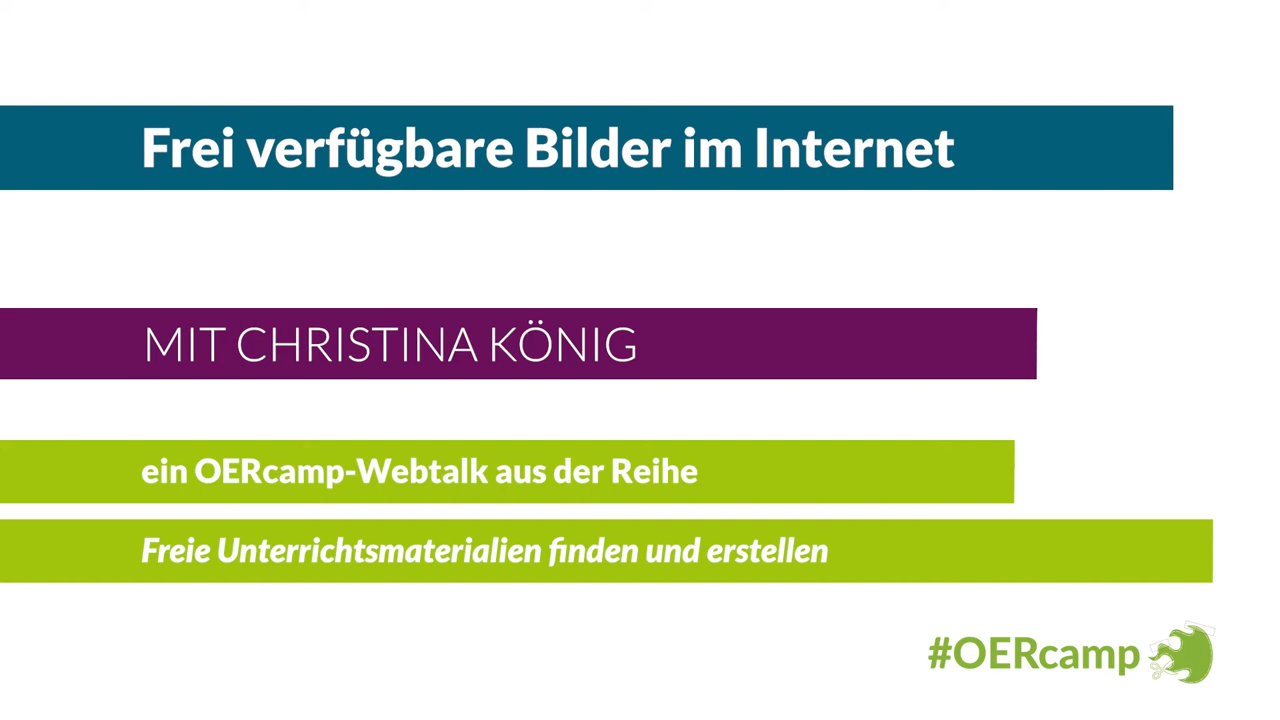 Frei verfügbare Bilder im Internet
MIT CHRISTINA KÖNIG
ein OERcamp-Webtalk aus der Reihe
Freie Unterrichtsmaterialien finden und erstellen
#OERcamp